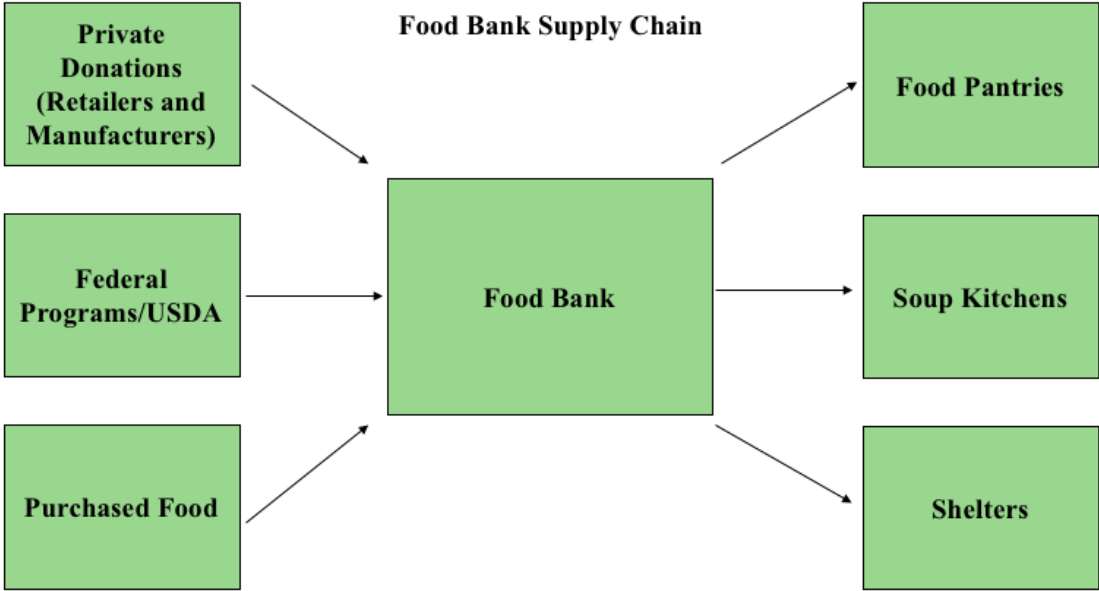 Food Bank Supply Chain
Private
Donations
(Retailers and
Manufacturers)
Federal
Programs/USDA
Purchased Food
Food Bank
Food Pantries
Soup Kitchens
Shelters